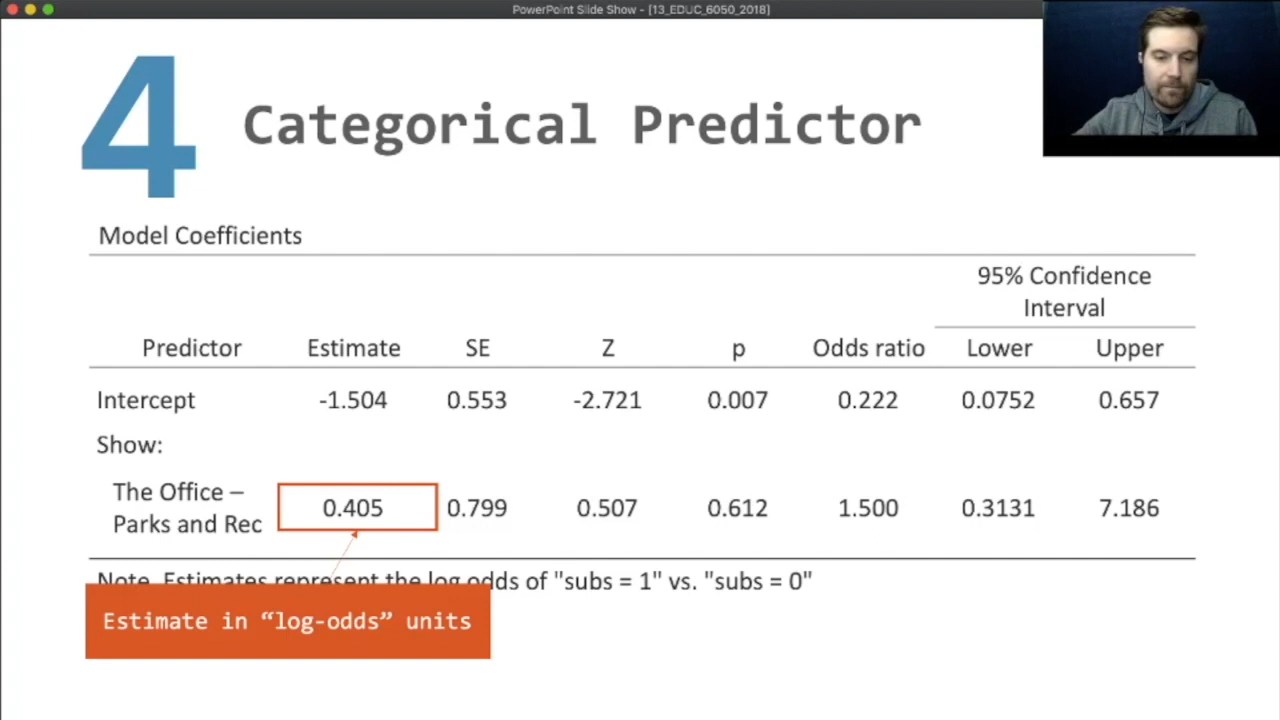 PowerPoint Slide Show - [13_EDUC_6050_2018]
4
Categorical Predictor
Model Coefficients
95% Confidence
Interval
Predictor Estimate SE Z p Odds ratio Lower Upper
Intercept -1.504 0.553 -2.721 0.007 0.222 0.0752 0.657
Show:
The Office –
Parks and Rec 0.405 0.799 0.507 0.612 1.500 0.3131 7.186
Note. Estimates represent the log odds of "subs = 1" vs. "subs = 0"
Estimate in “log-odds” units